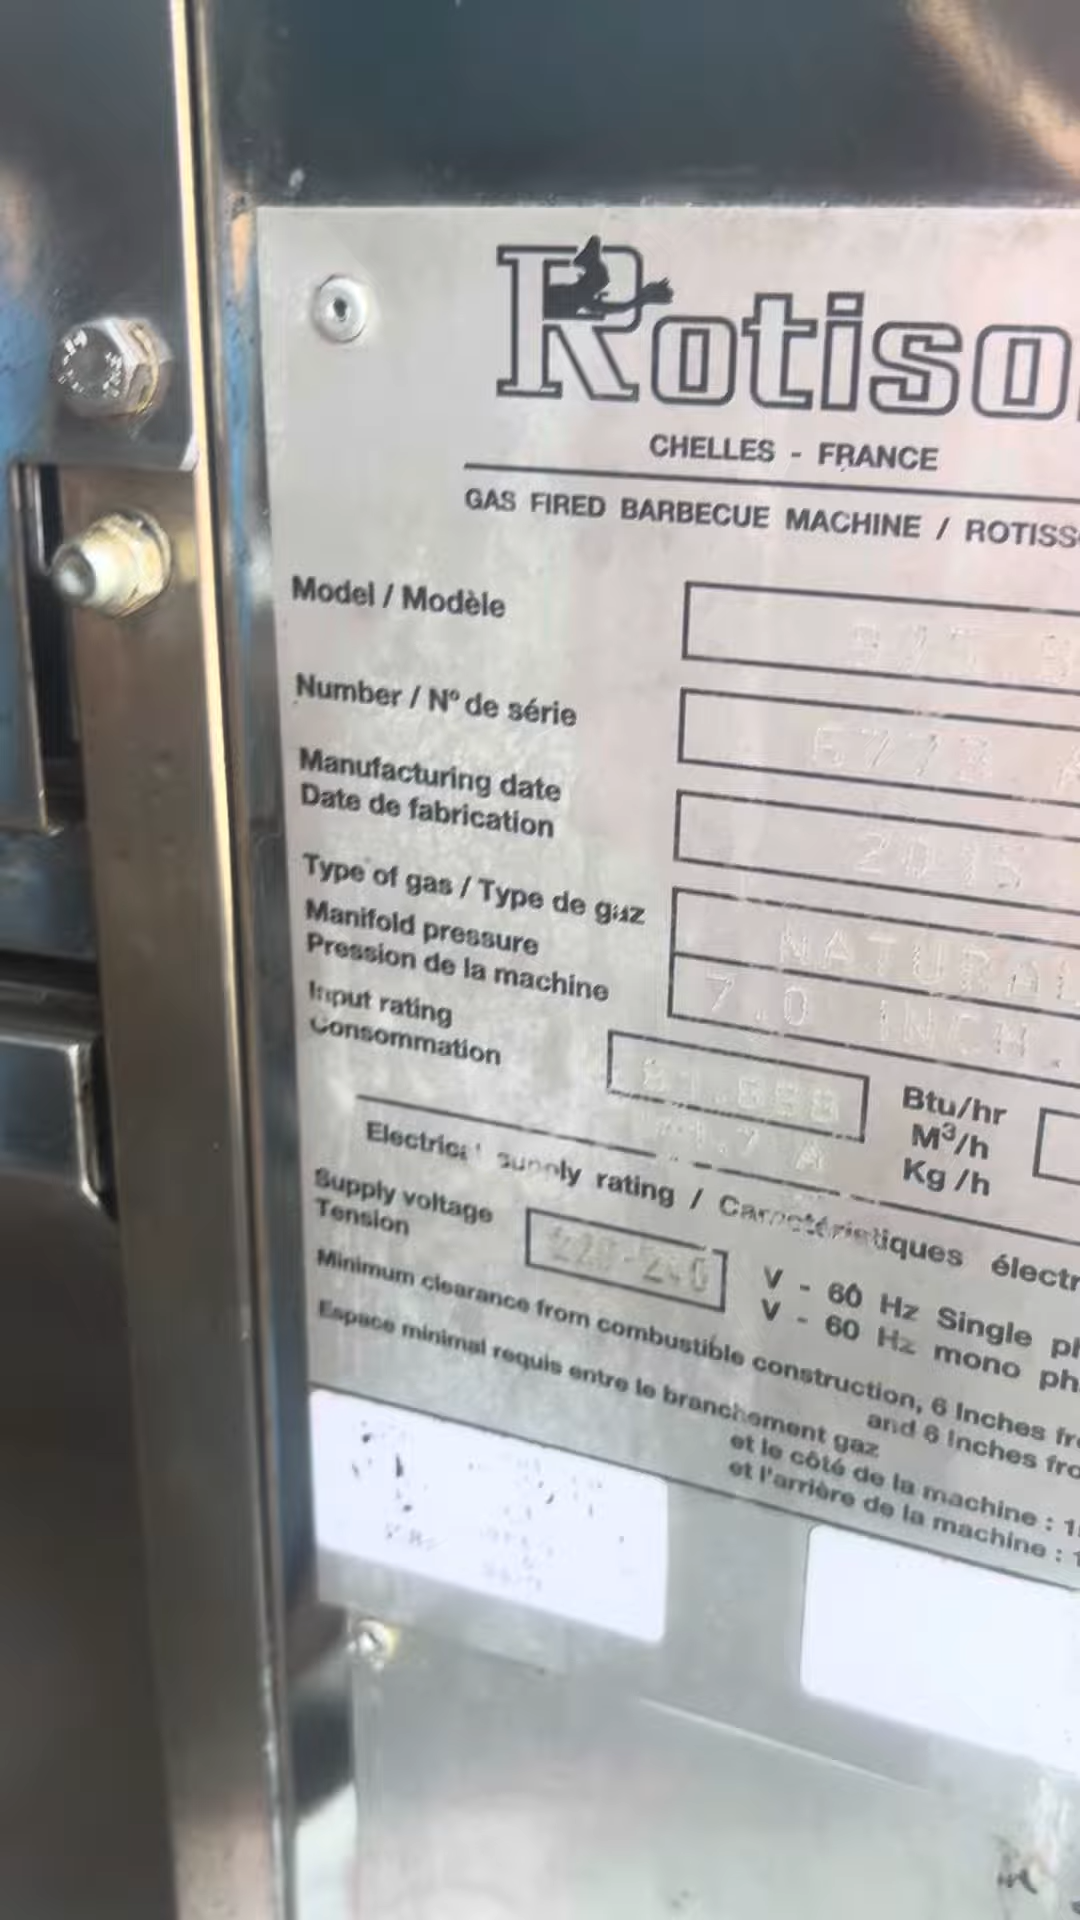 Rotiso
CHELLES - FRANCE
GAS FIRED BARBECUE MACHINE / ROTISS
Model / Modèle
Number / N° de série
Manufacturing date
Date de fabrication
2015
Type of gas / Type de gaz
NATURAL
Manifold pressure
Pression de la machine
7.0 INCH.
Input rating
Consommation
Btu/hr
M³/h
Kg /h
1.7 A
Electrical supply rating / Caractéristiques électr
Supply voltage
Tension
V - 60 Hz Single ph
V - 60 Hz mono ph
Minimum clearance from combustible construction, 6 Inches fr
and 6 Inches fro
Espace minimal requis entre le branchement gaz
et le côté de la machine : 1
et l'arrière de la machine : 1